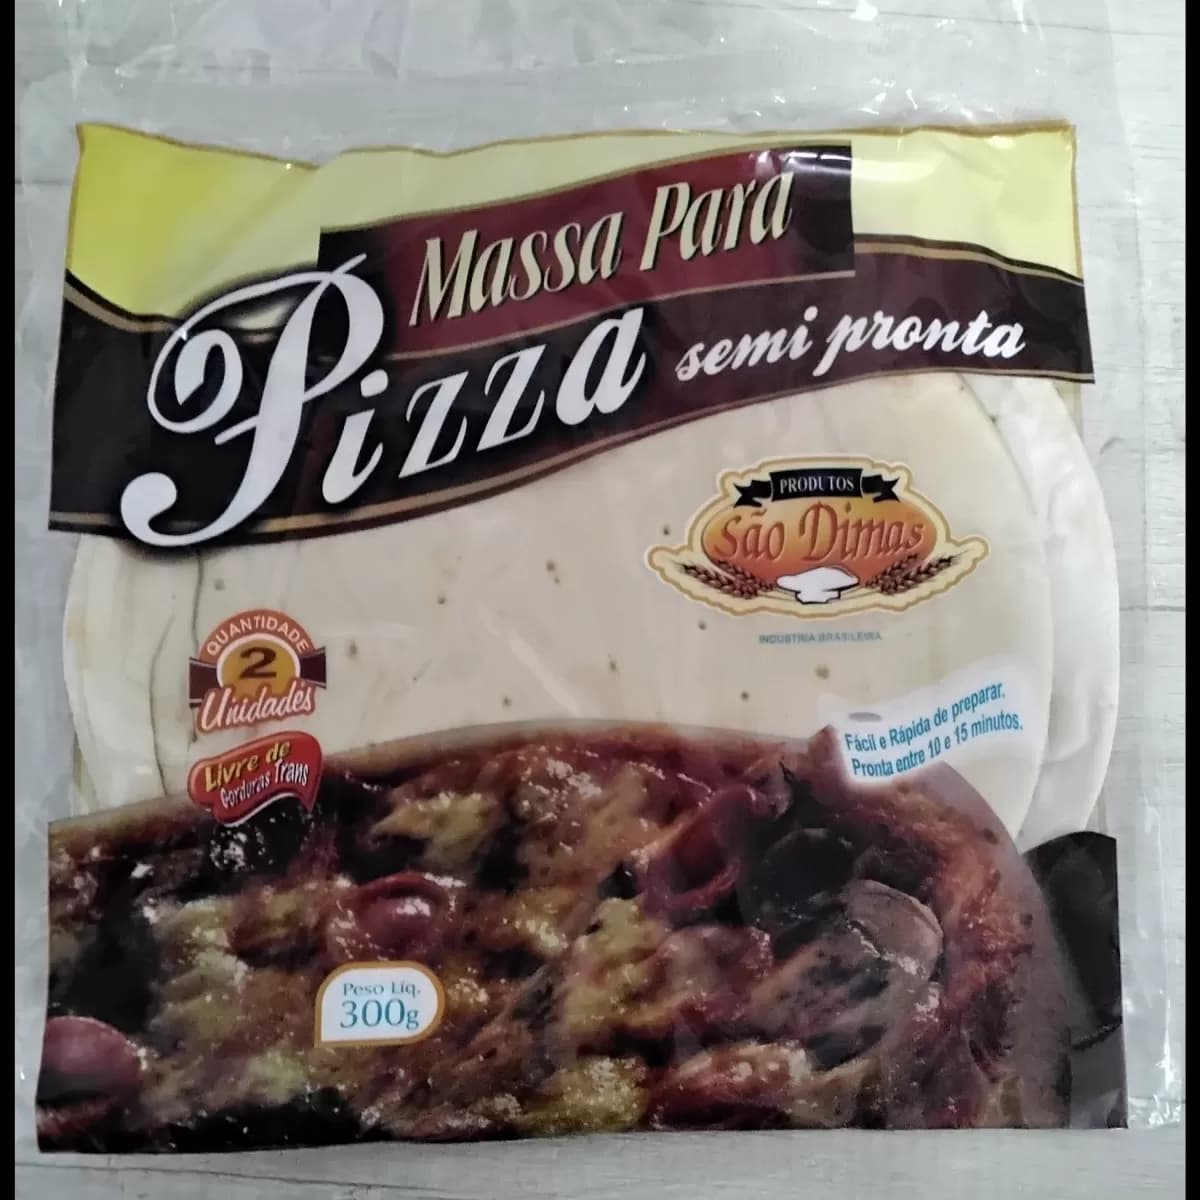 Massa Para
Pizza semi pronta
PRODUTOS
São Dimas
INDUSTRIA BRASILEIRA
QUANTIDADE
2
Unidades
Livre de
Gorduras Trans
Fácil e Rápida de preparar.
Pronta entre 10 e 15 minutos.
Peso Líq.
300g